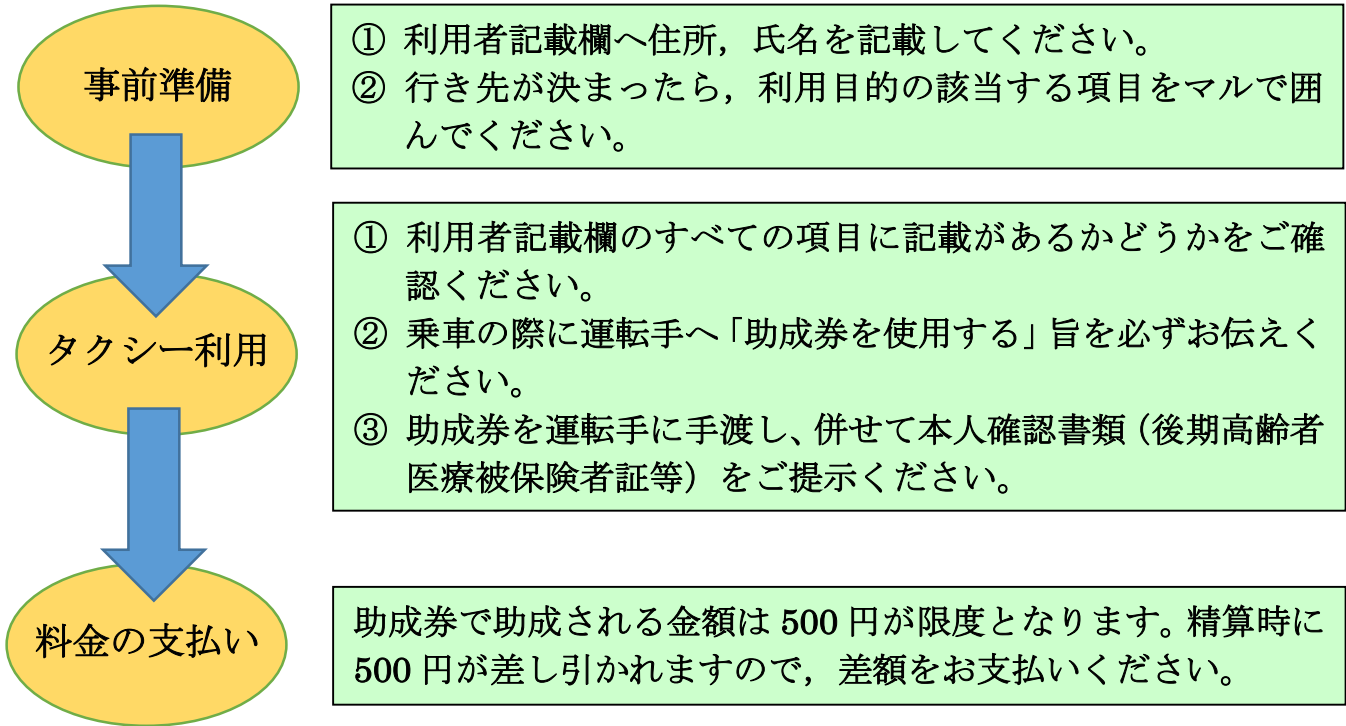 事前準備
① 利用者記載欄へ住所，氏名を記載してください。
② 行き先が決まったら，利用目的の該当する項目をマルで囲
んでください。
タクシー利用
① 利用者記載欄のすべての項目に記載があるかどうかをご確
認ください。
② 乗車の際に運転手へ「助成券を使用する」旨を必ずお伝えく
ださい。
③ 助成券を運転手に手渡し、併せて本人確認書類（後期高齢者
医療被保険者証等）をご提示ください。
料金の支払い
助成券で助成される金額は 500 円が限度となります。精算時に
500 円が差し引かれますので，差額をお支払いください。